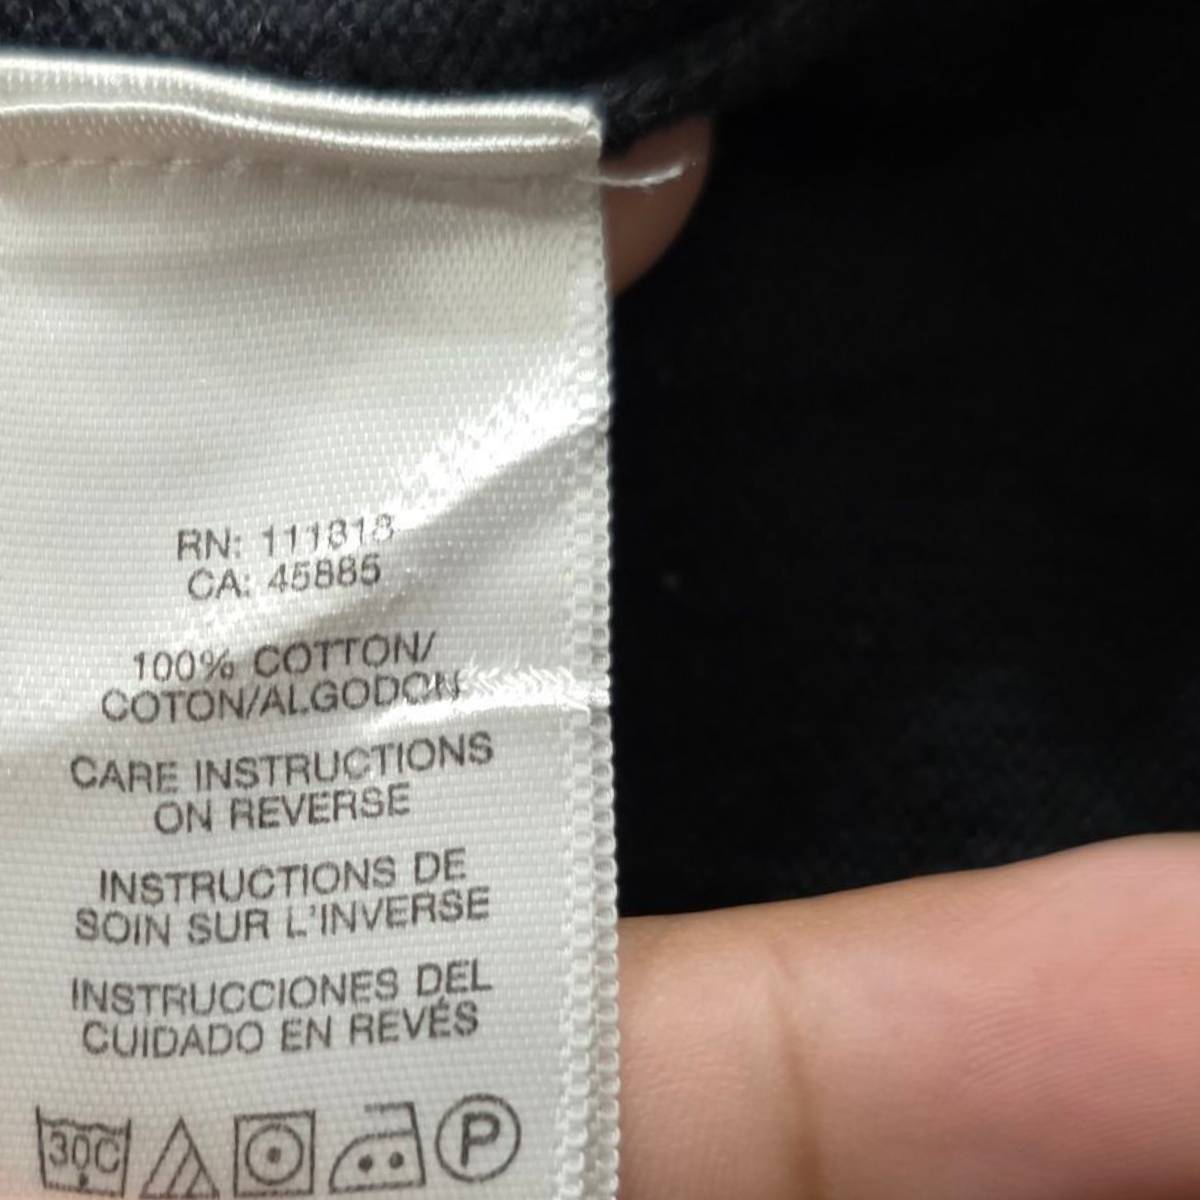 RN: 111818
CA: 45885
100% COTTON/
COTON/ALGODON
CARE INSTRUCTIONS
ON REVERSE
INSTRUCTIONS DE
SOIN SUR L'INVERSE
INSTRUCCIONES DEL
CUIDADO EN REVÉS
30C P